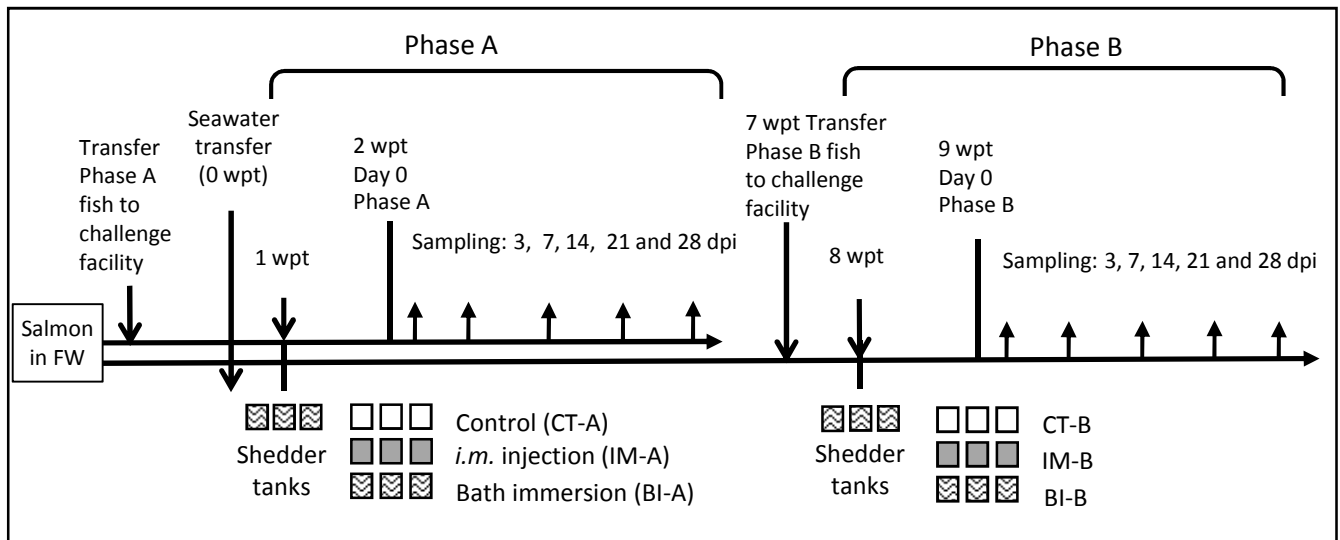 Phase A
Phase B
Transfer
Phase A
fish to
challenge
facility
Seawater
transfer
(0 wpt)
1 wpt
2 wpt
Day 0
Phase A
Sampling: 3, 7, 14, 21 and 28 dpi
7 wpt Transfer
Phase B fish
to challenge
facility
8 wpt
9 wpt
Day 0
Phase B
Sampling: 3, 7, 14, 21 and 28 dpi
Salmon
in FW
Shedder
tanks
Control (CT-A)
i.m. injection (IM-A)
Bath immersion (BI-A)
Shedder
tanks
CT-B
IM-B
BI-B